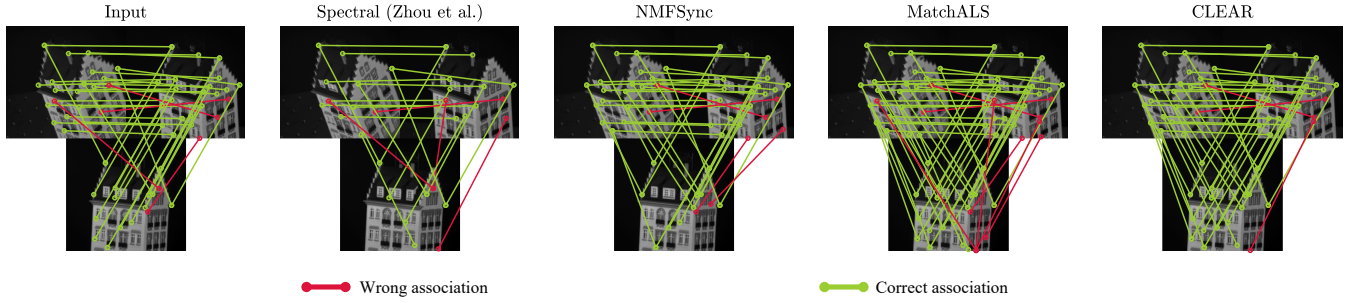 Input
Spectral (Zhou et al.)
NMFSync
MatchALS
CLEAR
Wrong association
Correct association